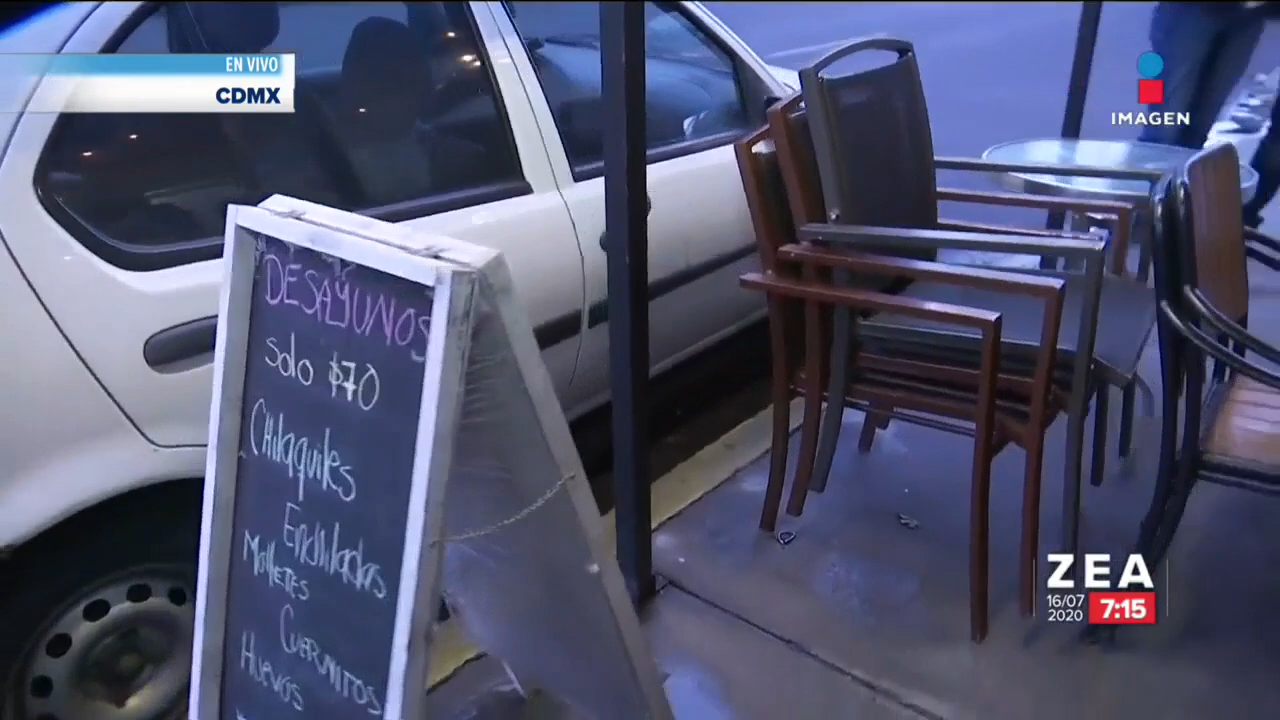 EN VIVO
CDMX
IMAGEN
DESAYUNOS
Solo $70
Chilaquiles
Enchiladas
Molletes
Cuernitos
Huevos
ZEA
16/07
2020
7:15